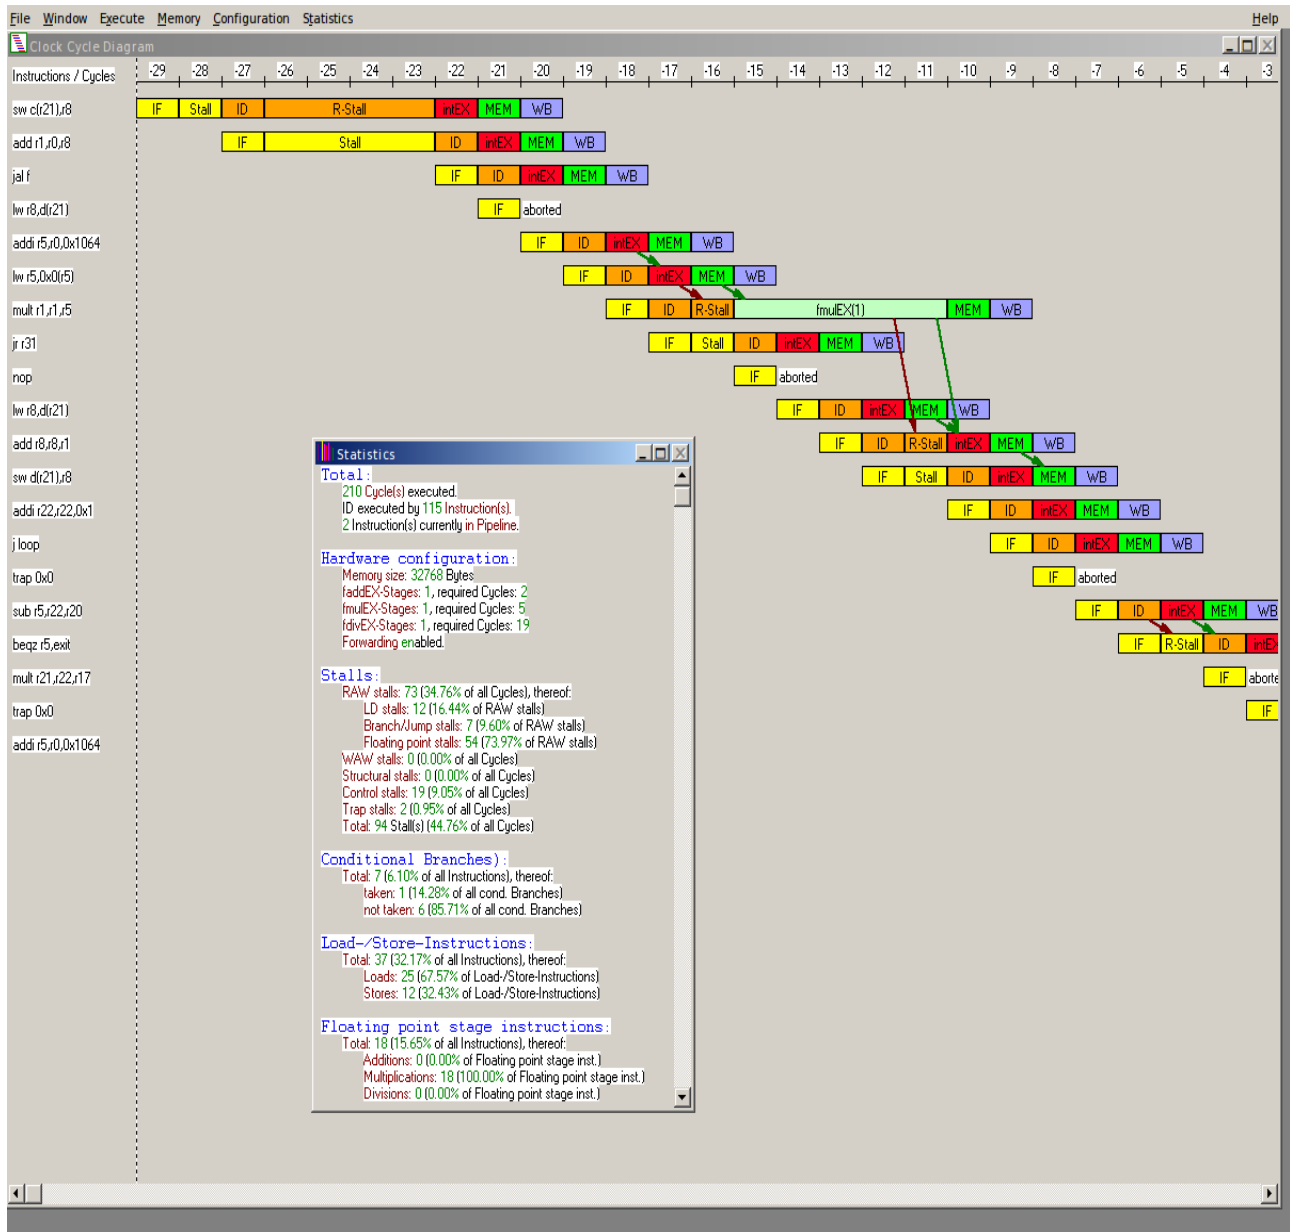 File Window Execute Memory Configuration Statistics Help
Clock Cycle Diagram
Instructions / Cycles -29 -28 -27 -26 -25 -24 -23 -22 -21 -20 -19 -18 -17 -16 -15 -14 -13 -12 -11 -10 -9 -8 -7 -6 -5 -4 -3
sw c(r21),r8 IF Stall ID R-Stall intEX MEM WB
add r1,r0,r8 IF Stall ID intEX MEM WB
jal f IF ID intEX MEM WB
lw r8,d(r21) IF aborted
addi r5,r0,0x1064 IF ID intEX MEM WB
lw r5,0x0(r5) IF ID intEX MEM WB
mult r1,r1,r5 IF ID R-Stall fmulEX(1) MEM WB
jr r31 IF Stall ID intEX MEM WB
nop IF aborted
lw r8,d(r21) IF ID intEX MEM WB
add r8,r8,r1 IF ID R-Stall intEX MEM WB
sw d(r21),r8 IF Stall ID intEX MEM WB
addi r22,r22,0x1 IF ID intEX MEM WB
j loop IF ID intEX MEM WB
trap 0x0 IF aborted
sub r5,r22,r20 IF ID intEX MEM WB
beqz r5,exit IF R-Stall ID intEX
mult r21,r22,r17 IF aborte
trap 0x0 IF
addi r5,r0,0x1064
Statistics
Total:
210 Cycle(s) executed.
ID executed by 115 Instruction(s).
2 Instruction(s) currently in Pipeline.
Hardware configuration:
Memory size: 32768 Bytes
faddEX-Stages: 1, required Cycles: 2
fmulEX-Stages: 1, required Cycles: 5
fdivEX-Stages: 1, required Cycles: 19
Forwarding enabled.
Stalls:
RAW stalls: 73 (34.76% of all Cycles), thereof:
LD stalls: 12 (16.44% of RAW stalls)
Branch/Jump stalls: 7 (9.60% of RAW stalls)
Floating point stalls: 54 (73.97% of RAW stalls)
WAW stalls: 0 (0.00% of all Cycles)
Structural stalls: 0 (0.00% of all Cycles)
Control stalls: 19 (9.05% of all Cycles)
Trap stalls: 2 (0.95% of all Cycles)
Total: 94 Stall(s) (44.76% of all Cycles)
Conditional Branches):
Total: 7 (6.10% of all Instructions), thereof:
taken: 1 (14.28% of all cond. Branches)
not taken: 6 (85.71% of all cond. Branches)
Load-/Store-Instructions:
Total: 37 (32.17% of all Instructions), thereof:
Loads: 25 (67.57% of Load-/Store-Instructions)
Stores: 12 (32.43% of Load-/Store-Instructions)
Floating point stage instructions:
Total: 18 (15.65% of all Instructions), thereof:
Additions: 0 (0.00% of Floating point stage inst.)
Multiplications: 18 (100.00% of Floating point stage inst.)
Divisions: 0 (0.00% of Floating point stage inst.)